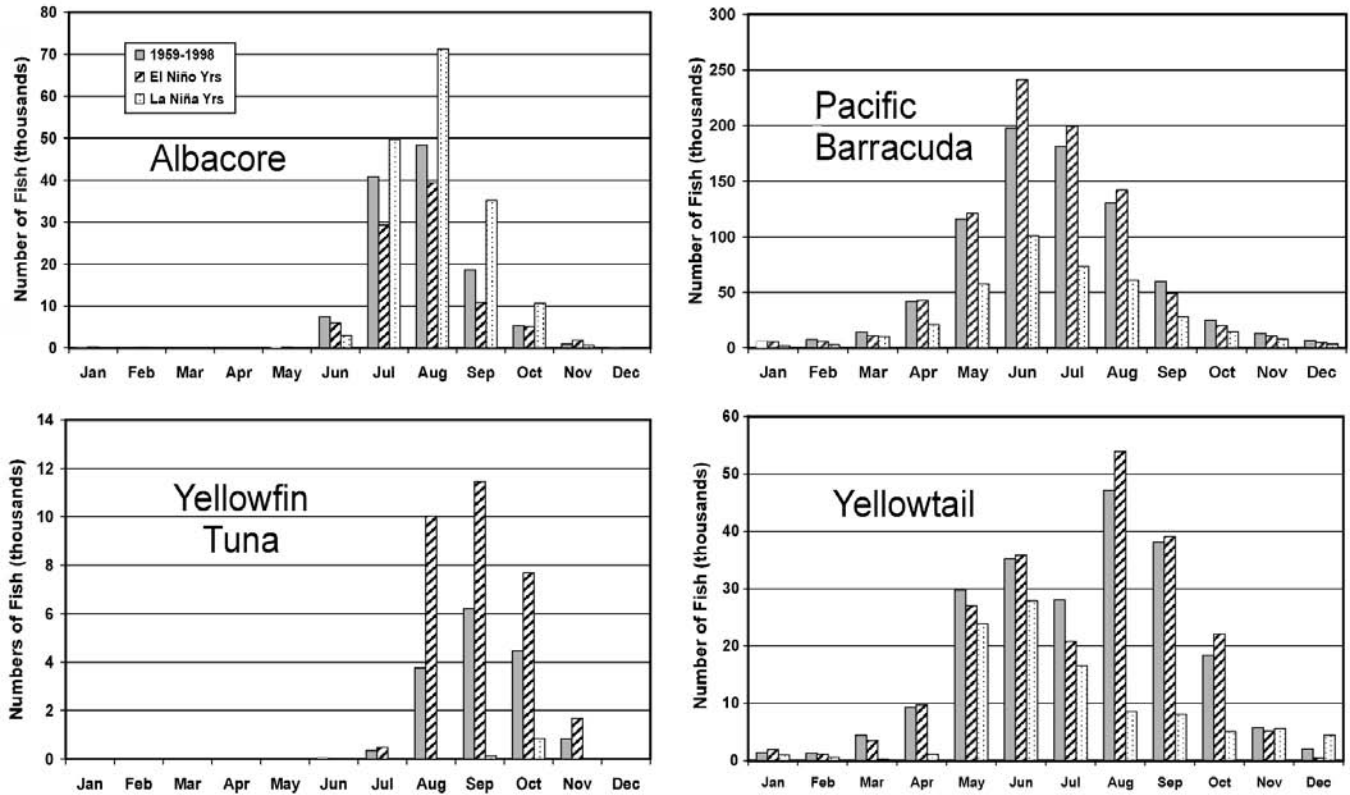 Number of Fish (thousands)
80
70
60
50
40
30
20
10
0
1959-1998
El Niño Yrs
La Niña Yrs
Albacore
Jan Feb Mar Apr May Jun Jul Aug Sep Oct Nov Dec
Number of Fish (thousands)
300
250
200
150
100
50
0
Pacific
Barracuda
Jan Feb Mar Apr May Jun Jul Aug Sep Oct Nov Dec
Numbers of Fish (thousands)
14
12
10
8
6
4
2
0
Yellowfin
Tuna
Jan Feb Mar Apr May Jun Jul Aug Sep Oct Nov Dec
Number of Fish (thousands)
60
50
40
30
20
10
0
Yellowtail
Jan Feb Mar Apr May Jun Jul Aug Sep Oct Nov Dec